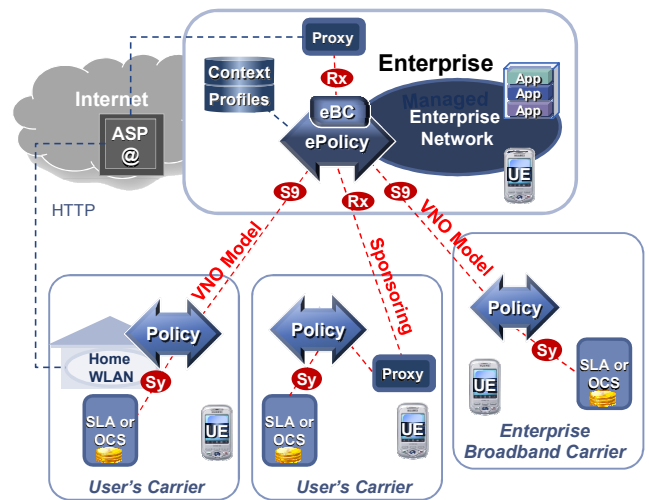 Proxy
Enterprise
Rx
Context
Profiles
App
App
App
Managed
Enterprise
Network
eBC
ePolicy
Internet
ASP
@
UE
HTTP
S9
Rx
S9
VNO Model
Sponsoring
VNO Model
Policy
Home
WLAN
Sy
SLA or
OCS
UE
User's Carrier
Policy
Sy
Proxy
SLA or
OCS
UE
User's Carrier
Policy
Sy
UE
SLA or
OCS
Enterprise
Broadband Carrier